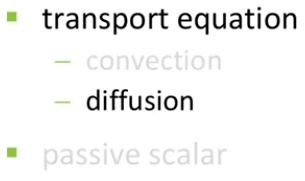 ▪ transport equation
– convection
– diffusion
▪ passive scalar